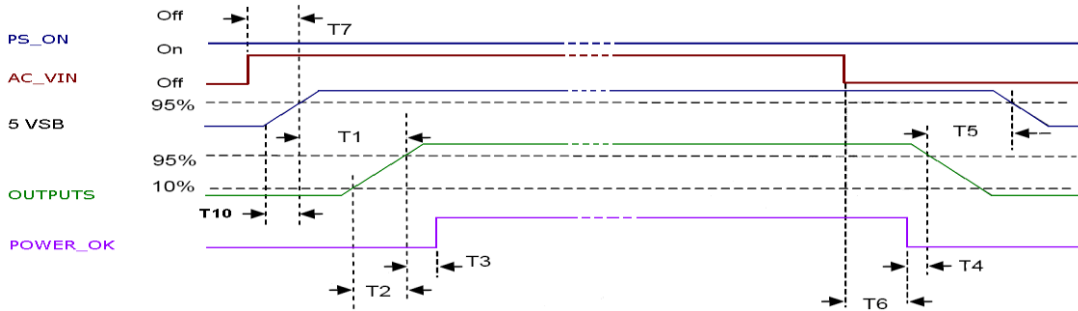 Off
T7
PS_ON
On
AC_VIN
Off
95%
5 VSB
T1
T5
95%
10%
OUTPUTS
T10
POWER_OK
T3
T4
T2
T6